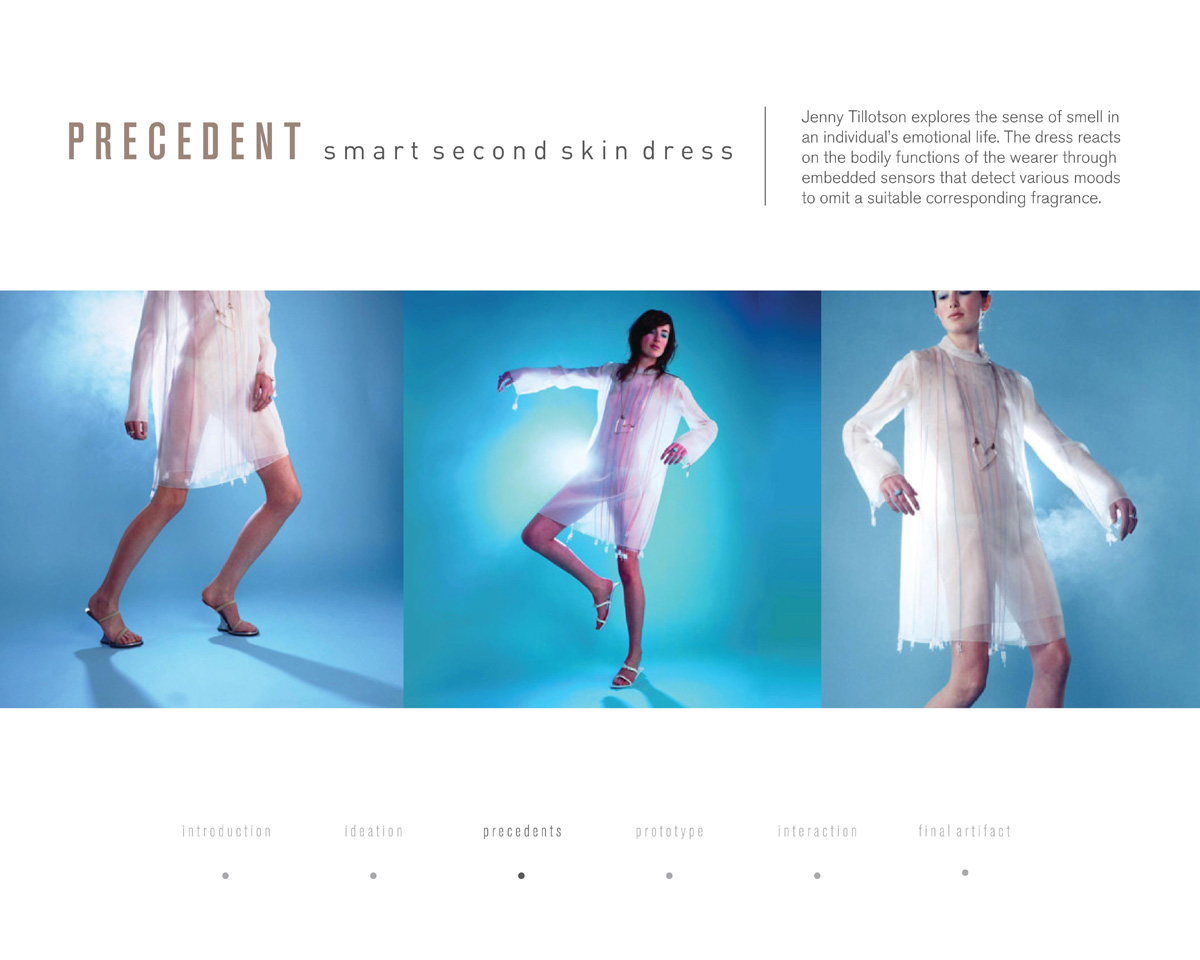 PRECEDENT smart second skin dress
Jenny Tillotson explores the sense of smell in
an individual's emotional life. The dress reacts
on the bodily functions of the wearer through
embedded sensors that detect various moods
to omit a suitable corresponding fragrance.
introduction ideation precedents prototype interaction final artifact